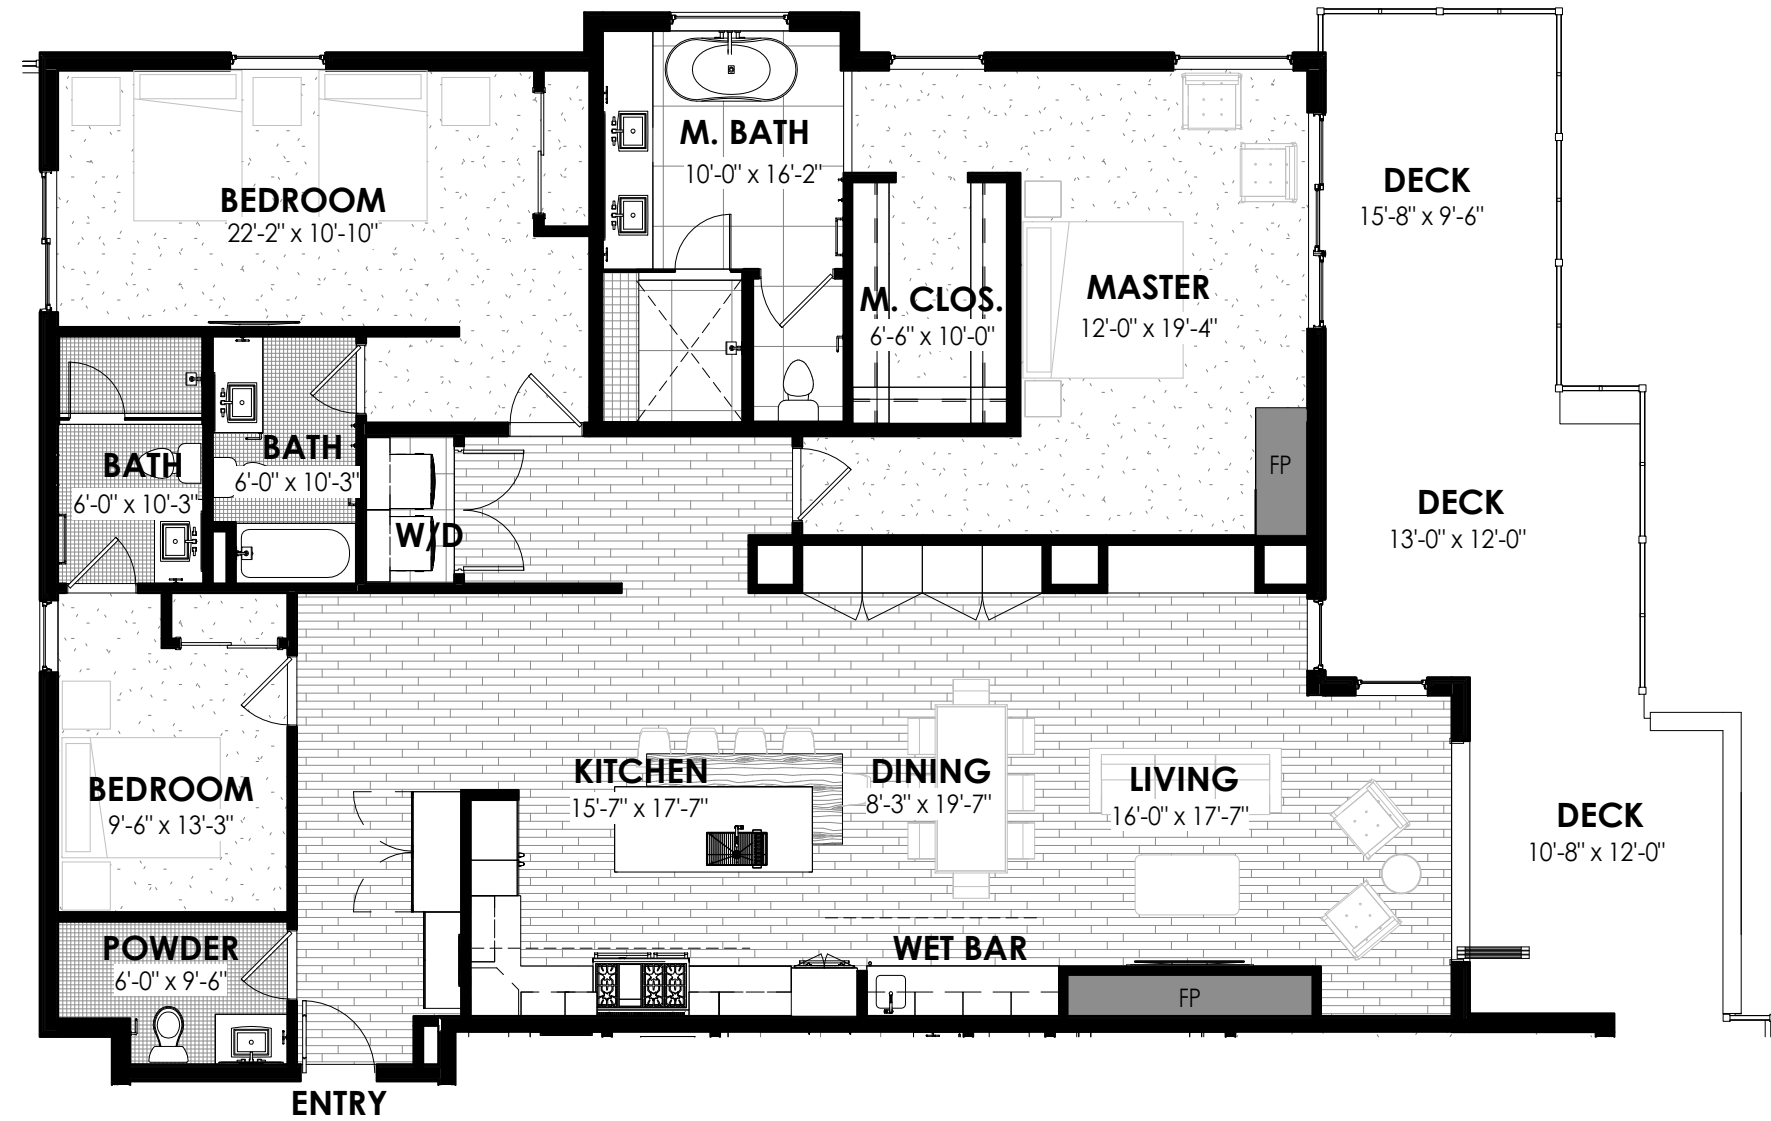 M. BATH
10'-0" x 16'-2"
BEDROOM
22'-2" x 10'-10"
DECK
15'-8" x 9'-6"
M. CLOS.
6'-6" x 10'-0"
MASTER
12'-0" x 19'-4"
BATH
6'-0" x 10'-3"
BATH
6'-0" x 10'-3"
W/D
FP
DECK
13'-0" x 12'-0"
BEDROOM
9'-6" x 13'-3"
KITCHEN
15'-7" x 17'-7"
DINING
8'-3" x 19'-7"
LIVING
16'-0" x 17'-7"
DECK
10'-8" x 12'-0"
POWDER
6'-0" x 9'-6"
WET BAR
FP
ENTRY